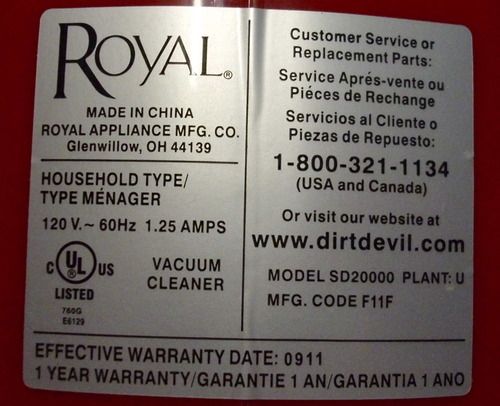 ROYAL®
MADE IN CHINA
ROYAL APPLIANCE MFG. CO.
Glenwillow, OH 44139
HOUSEHOLD TYPE/
TYPE MÉNAGER
120 V.~ 60Hz 1.25 AMPS
C UL US
LISTED
760G
E6129
VACUUM
CLEANER
Customer Service or
Replacement Parts:
Service Aprés-vente ou
Piéces de Rechange
Servicios al Cliente o
Piezas de Repuesto:
1-800-321-1134
(USA and Canada)
Or visit our website at
www.dirtdevil.com
MODEL SD20000 PLANT: U
MFG. CODE F11F
EFFECTIVE WARRANTY DATE: 0911
1 YEAR WARRANTY/GARANTIE 1 AN/GARANTIA 1 ANO